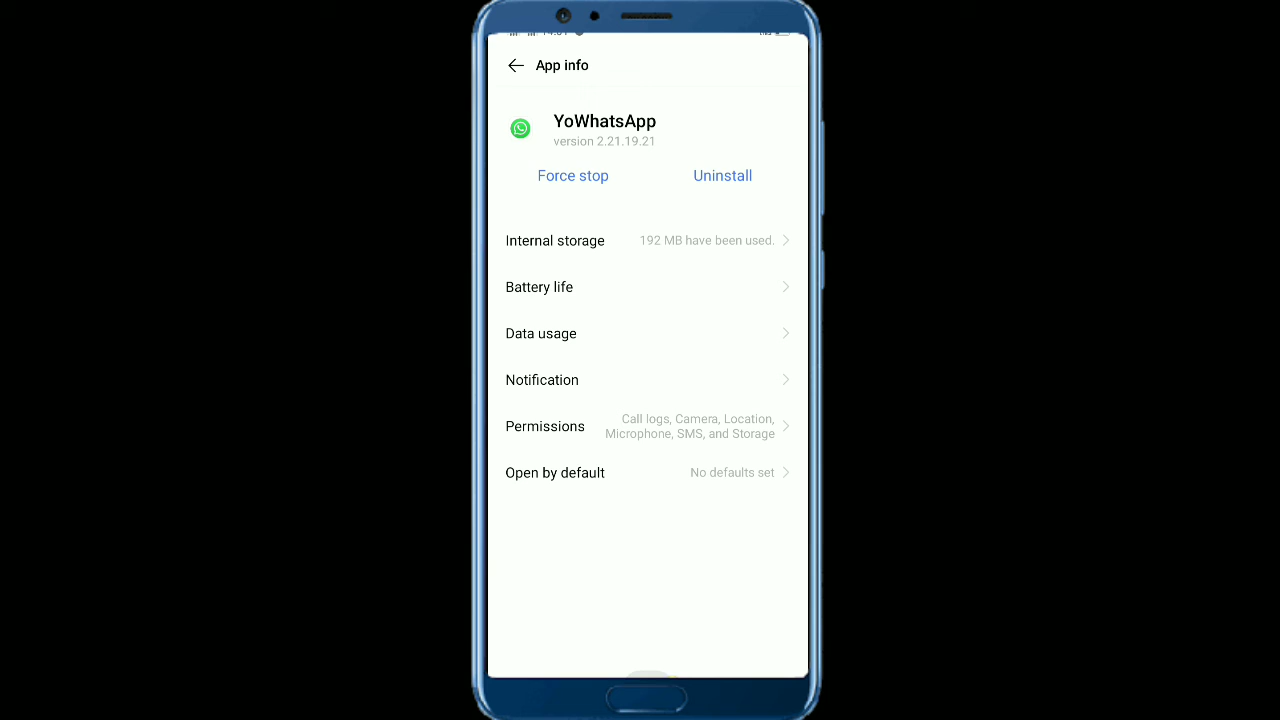 App info
YoWhatsApp
version 2.21.19.21
Force stop
Uninstall
Internal storage
192 MB have been used.
Battery life
Data usage
Notification
Permissions
Call logs, Camera, Location,
Microphone, SMS, and Storage
Open by default
No defaults set